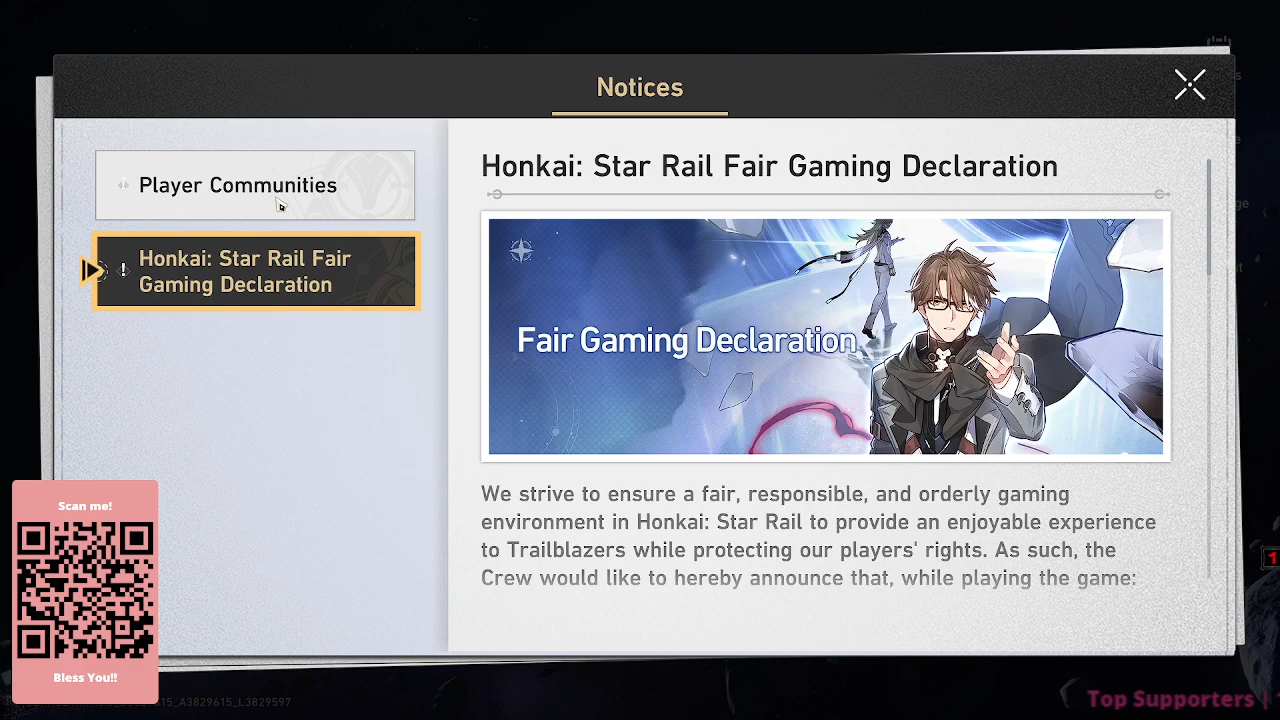 Notices
Player Communities
Honkai: Star Rail Fair
Gaming Declaration
Honkai: Star Rail Fair Gaming Declaration
Fair Gaming Declaration
We strive to ensure a fair, responsible, and orderly gaming
environment in Honkai: Star Rail to provide an enjoyable experience
to Trailblazers while protecting our players' rights. As such, the
Crew would like to hereby announce that, while playing the game:
Scan me!
Bless You!!
1
Top Supporters |